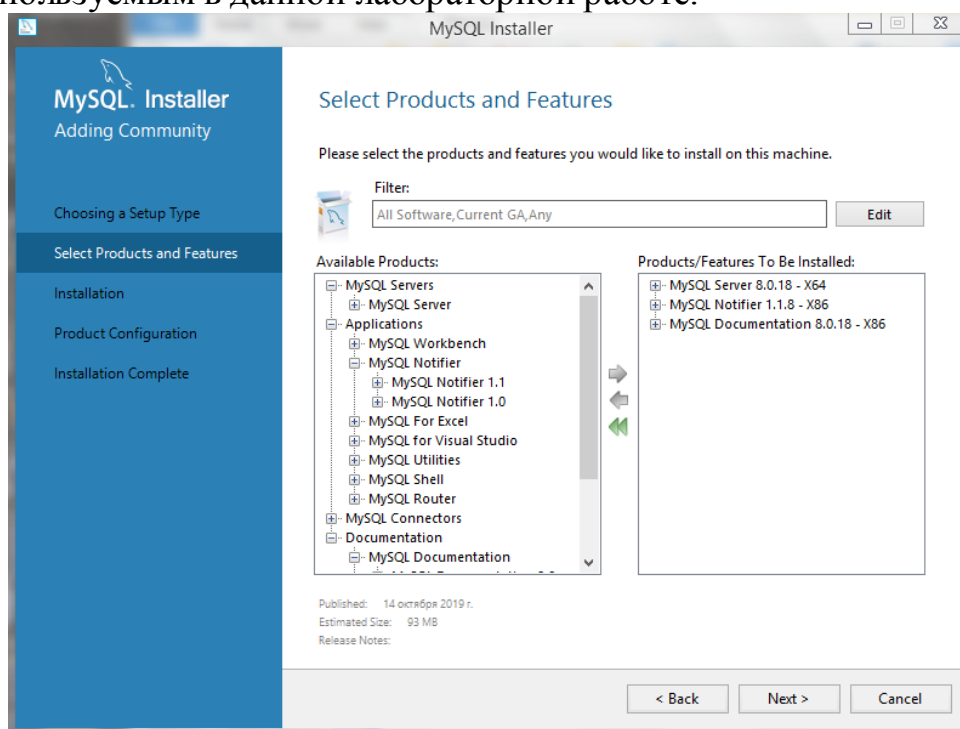 пользуемым в данной лабораторной работе.
MySQL Installer
MySQL. Installer
Adding Community
Choosing a Setup Type
Select Products and Features
Installation
Product Configuration
Installation Complete
Select Products and Features
Please select the products and features you would like to install on this machine.
Filter:
All Software,Current GA,Any
Edit
Available Products:
MySQL Servers
MySQL Server
Applications
MySQL Workbench
MySQL Notifier
MySQL Notifier 1.1
MySQL Notifier 1.0
MySQL For Excel
MySQL for Visual Studio
MySQL Utilities
MySQL Shell
MySQL Router
MySQL Connectors
Documentation
MySQL Documentation
Products/Features To Be Installed:
MySQL Server 8.0.18 - X64
MySQL Notifier 1.1.8 - X86
MySQL Documentation 8.0.18 - X86
Published: 14 октября 2019 г.
Estimated Size: 93 MB
Release Notes:
< Back Next > Cancel